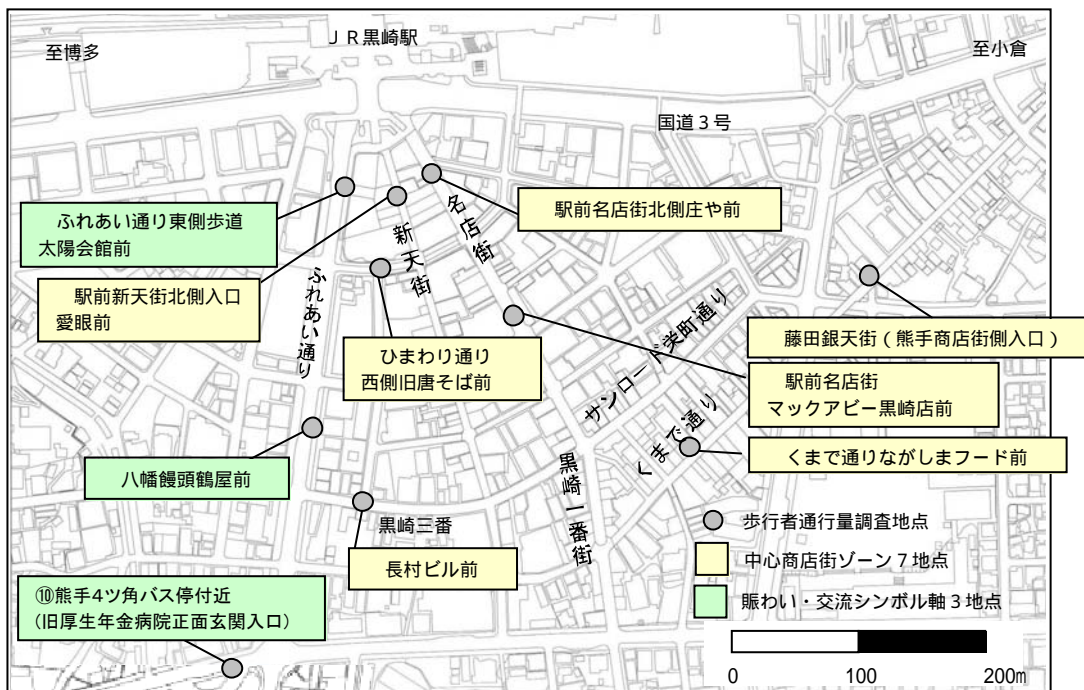 ＪＲ黒崎駅
至博多
至小倉
国道３号
ふれあい通り東側歩道
太陽会館前
駅前名店街北側庄や前
名店街
新天街
駅前新天街北側入口
愛眼前
ふれあい通り
ひまわり通り
西側旧唐そば前
藤田銀天街（熊手商店街側入口）
サンロード栄町通り
駅前名店街
マックアビー黒崎店前
くまで通り
くまで通りながしまフード前
八幡饅頭鶴屋前
黒崎一番街
黒崎三番
長村ビル前
歩行者通行量調査地点
中心商店街ゾーン７地点
賑わい・交流シンボル軸３地点
⑩熊手4ツ角バス停付近
(旧厚生年金病院正面玄関入口)
0 100 200m